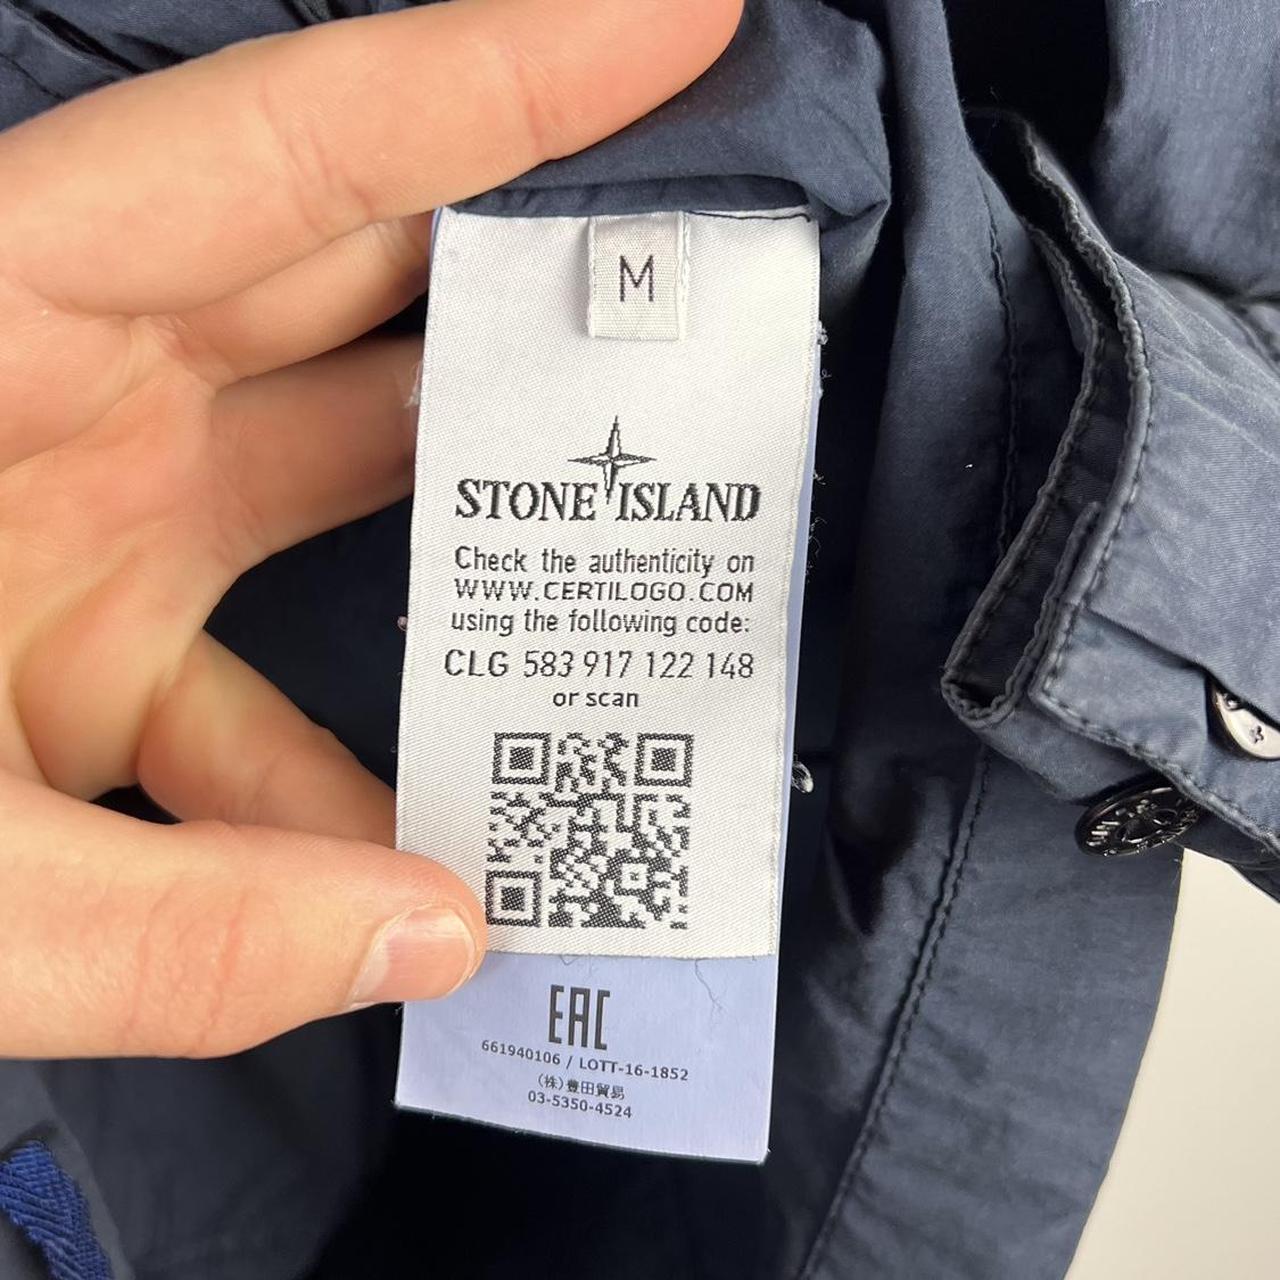 M
STONE ISLAND
Check the authenticity on
WWW.CERTILOGO.COM
using the following code:
CLG 583 917 122 148
or scan
EAC
661940106 / LOTT-16-1852
(株)豊田貿易
03-5350-4524